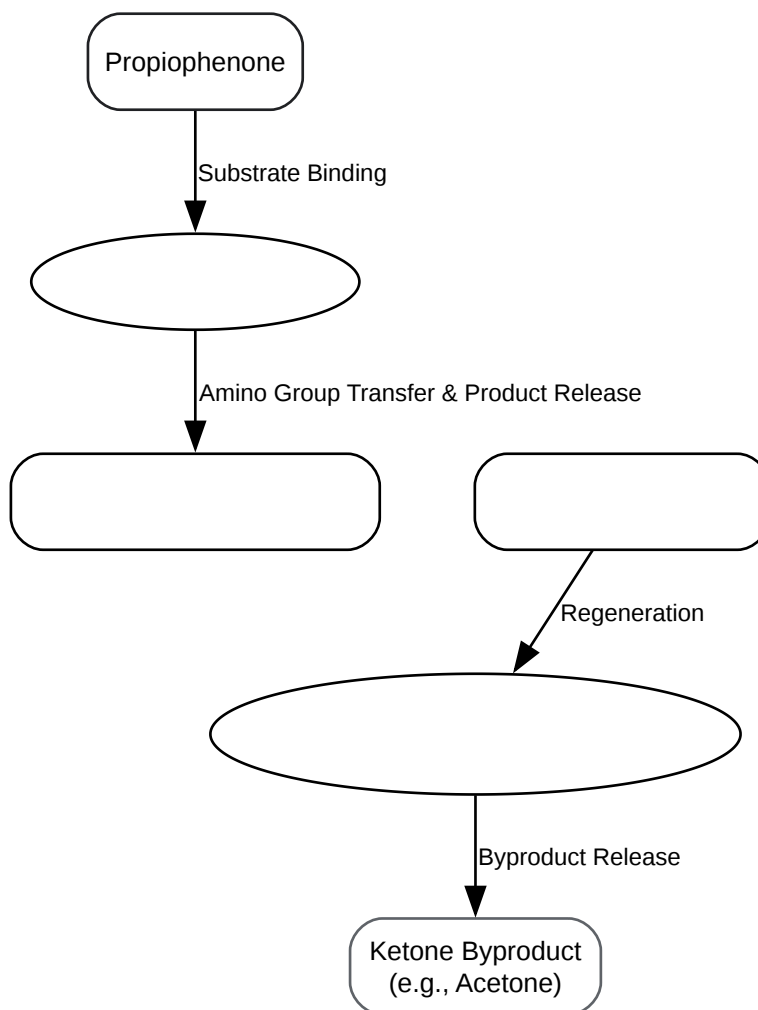 Propiophenone
Substrate Binding
Amino Group Transfer & Product Release
Regeneration
Byproduct Release
Ketone Byproduct
(e.g., Acetone)